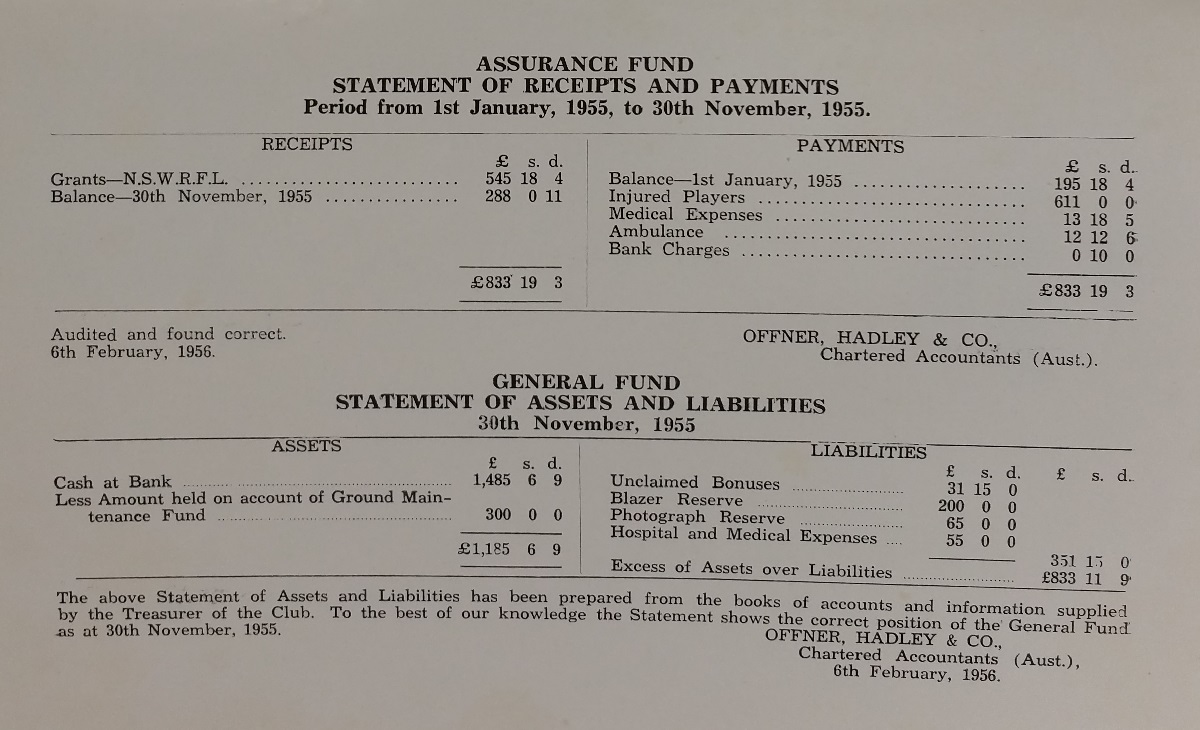 ASSURANCE FUND
STATEMENT OF RECEIPTS AND PAYMENTS
Period from 1st January, 1955, to 30th November, 1955.
RECEIPTS
£ s. d.
Grants—N.S.W.R.F.L. .......................... 545 18 4
Balance—30th November, 1955 ................ 288 0 11
£833 19 3
PAYMENTS
£ s. d.
Balance—1st January, 1955 .................... 195 18 4
Injured Players ............................... 611 0 0
Medical Expenses ............................. 13 18 5
Ambulance ................................... 12 12 6
Bank Charges ................................. 0 10 0
£833 19 3
Audited and found correct.
6th February, 1956.
OFFNER, HADLEY & CO.,
Chartered Accountants (Aust.).
GENERAL FUND
STATEMENT OF ASSETS AND LIABILITIES
30th November, 1955
ASSETS
£ s. d.
Cash at Bank ............................ 1,485 6 9
Less Amount held on account of Ground Main-
tenance Fund ............................ 300 0 0
£1,185 6 9
LIABILITIES
£ s. d. £ s. d.
Unclaimed Bonuses ............ 31 15 0
Blazer Reserve ................ 200 0 0
Photograph Reserve ............ 65 0 0
Hospital and Medical Expenses .... 55 0 0
351 15 0
Excess of Assets over Liabilities ............ £833 11 9
The above Statement of Assets and Liabilities has been prepared from the books of accounts and information supplied
by the Treasurer of the Club. To the best of our knowledge the Statement shows the correct position of the General Fund
as at 30th November, 1955.
OFFNER, HADLEY & CO.,
Chartered Accountants (Aust.),
6th February, 1956.